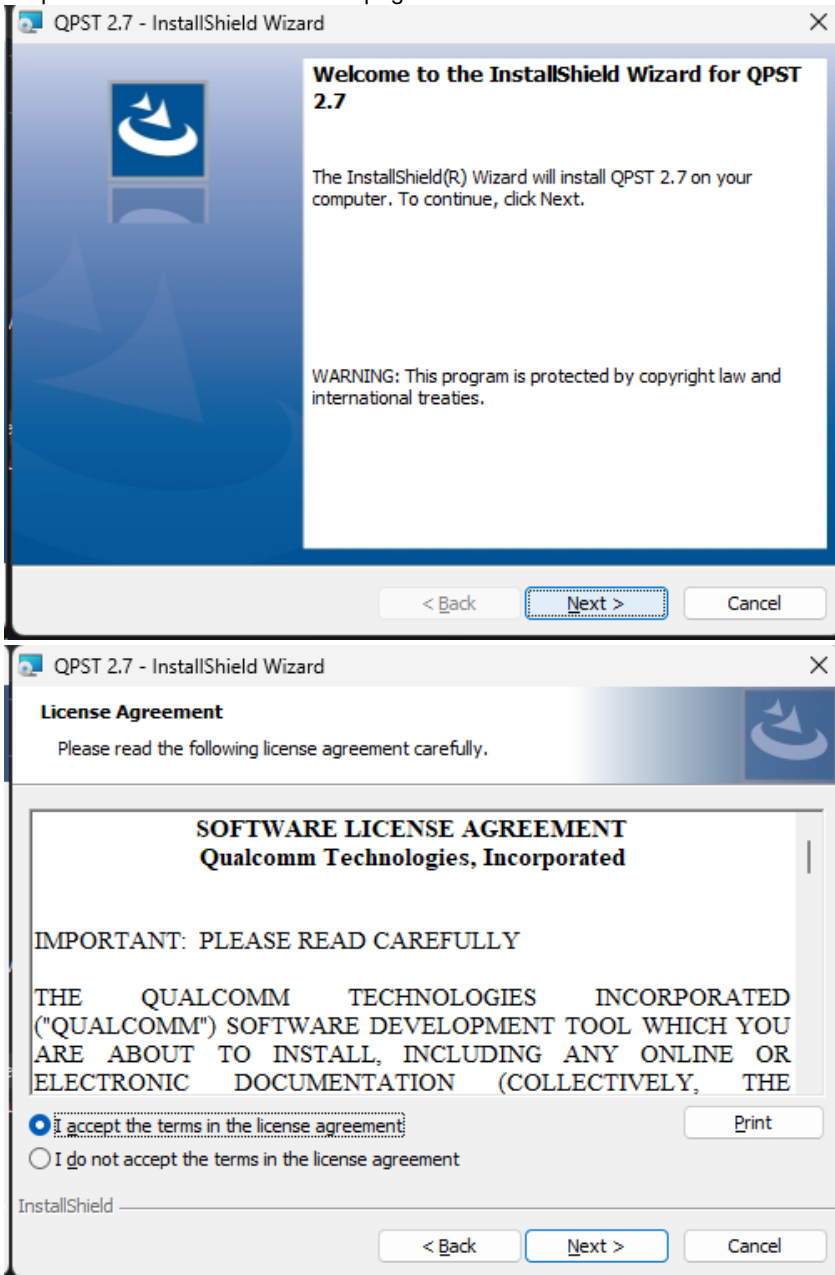 QPST 2.7 - InstallShield Wizard
Welcome to the InstallShield Wizard for QPST
2.7
The InstallShield(R) Wizard will install QPST 2.7 on your
computer. To continue, click Next.
WARNING: This program is protected by copyright law and
international treaties.
< Back
Next >
Cancel
QPST 2.7 - InstallShield Wizard
License Agreement
Please read the following license agreement carefully.
SOFTWARE LICENSE AGREEMENT
Qualcomm Technologies, Incorporated
IMPORTANT: PLEASE READ CAREFULLY
THE QUALCOMM TECHNOLOGIES INCORPORATED
("QUALCOMM") SOFTWARE DEVELOPMENT TOOL WHICH YOU
ARE ABOUT TO INSTALL, INCLUDING ANY ONLINE OR
ELECTRONIC DOCUMENTATION (COLLECTIVELY, THE
I accept the terms in the license agreement
Print
I do not accept the terms in the license agreement
InstallShield
< Back
Next >
Cancel